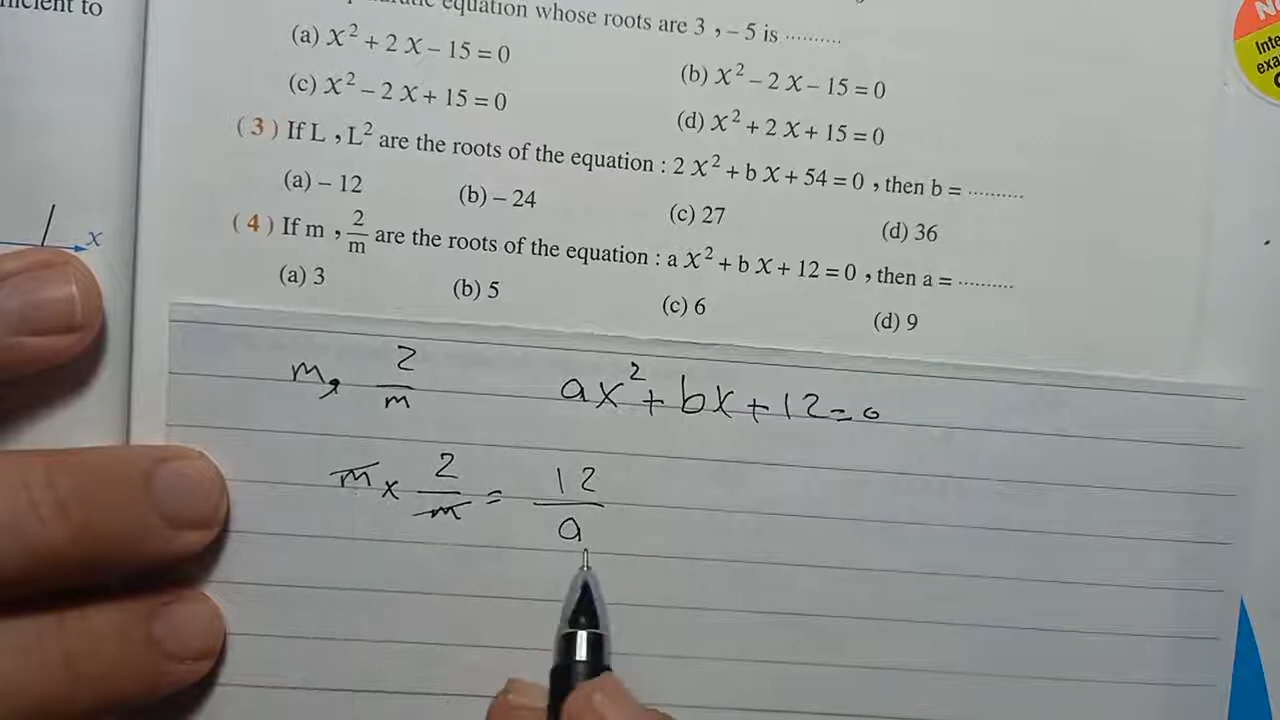 ficient to
equation whose roots are 3 , – 5 is ..........
(a) x² + 2 x – 15 = 0
(b) x² – 2 x – 15 = 0
(c) x² – 2 x + 15 = 0
(d) x² + 2 x + 15 = 0
( 3 ) If L , L² are the roots of the equation : 2 x² + b x + 54 = 0 , then b = ..........
(a) – 12
(b) – 24
(c) 27
(d) 36
( 4 ) If m , 2/m are the roots of the equation : a x² + b x + 12 = 0 , then a = ..........
(a) 3
(b) 5
(c) 6
(d) 9
x
m, 2/m
ax² + bx + 12 = 0
m × 2/m = 12/a